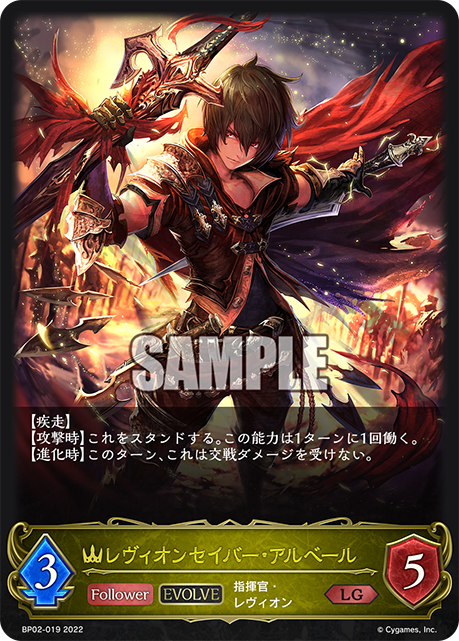 SAMPLE
【疾走】
【攻撃時】これをスタンドする。この能力は1ターンに1回働く。
【進化時】このターン、これは交戦ダメージを受けない。
レヴィオンセイバー・アルベール
3
Follower
EVOLVE
指揮官・
レヴィオン
LG
5
BP02-019 2022
© Cygames, Inc.